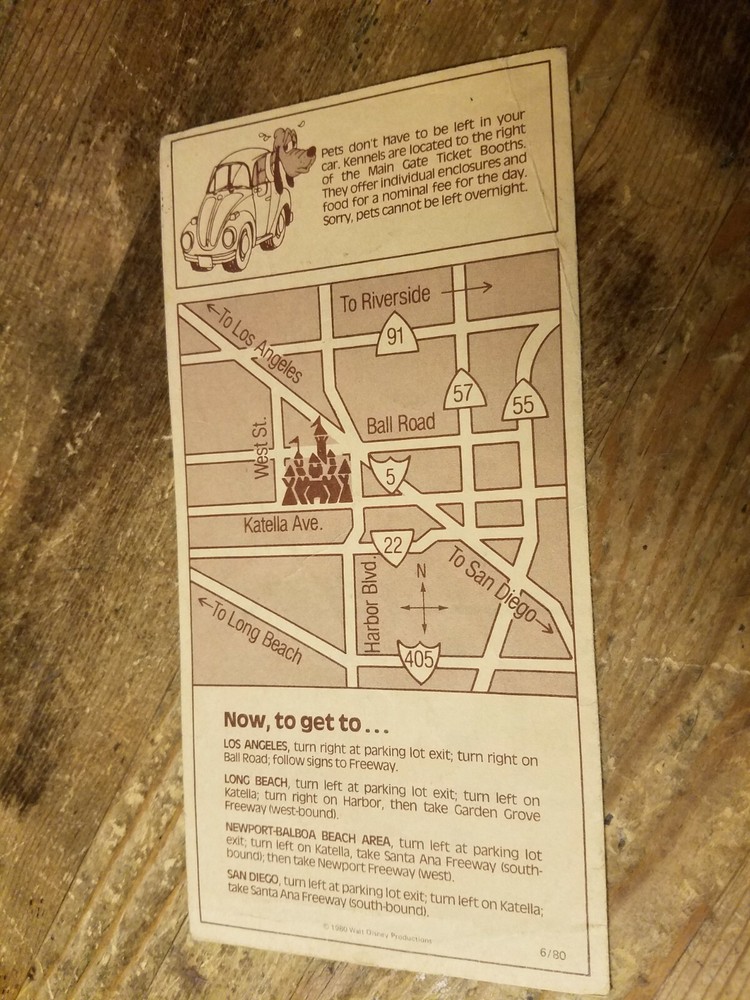 Pets don't have to be left in your
car. Kennels are located to the right
of the Main Gate Ticket Booths.
They offer individual enclosures and
food for a nominal fee for the day.
Sorry, pets cannot be left overnight.
To Riverside
To Los Angeles
91
57
55
Ball Road
West St.
5
Katella Ave.
22
To San Diego
N
Harbor Blvd.
To Long Beach
405
Now, to get to...
LOS ANGELES, turn right at parking lot exit; turn right on
Ball Road; follow signs to Freeway.
LONG BEACH, turn left at parking lot exit; turn left on
Katella; turn right on Harbor, then take Garden Grove
Freeway (west-bound).
NEWPORT-BALBOA BEACH AREA, turn left at parking lot
exit; turn left on Katella, take Santa Ana Freeway (south-
bound); then take Newport Freeway (west).
SAN DIEGO, turn left at parking lot exit; turn left on Katella;
take Santa Ana Freeway (south-bound).
© 1980 Walt Disney Productions
6/80